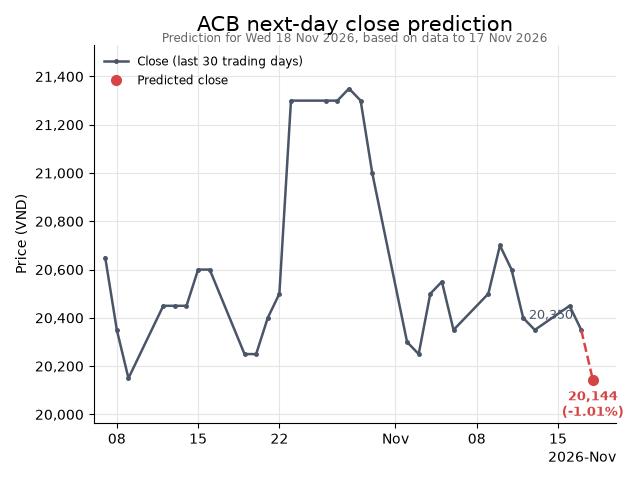 ACB next-day close prediction
Prediction for Wed 18 Nov 2026, based on data to 17 Nov 2026
Close (last 30 trading days)
Predicted close
Price (VND)
21,400
21,200
21,000
20,800
20,600
20,400
20,200
20,000
20,350
20,144
(-1.01%)
08
15
22
Nov
08
15
2026-Nov